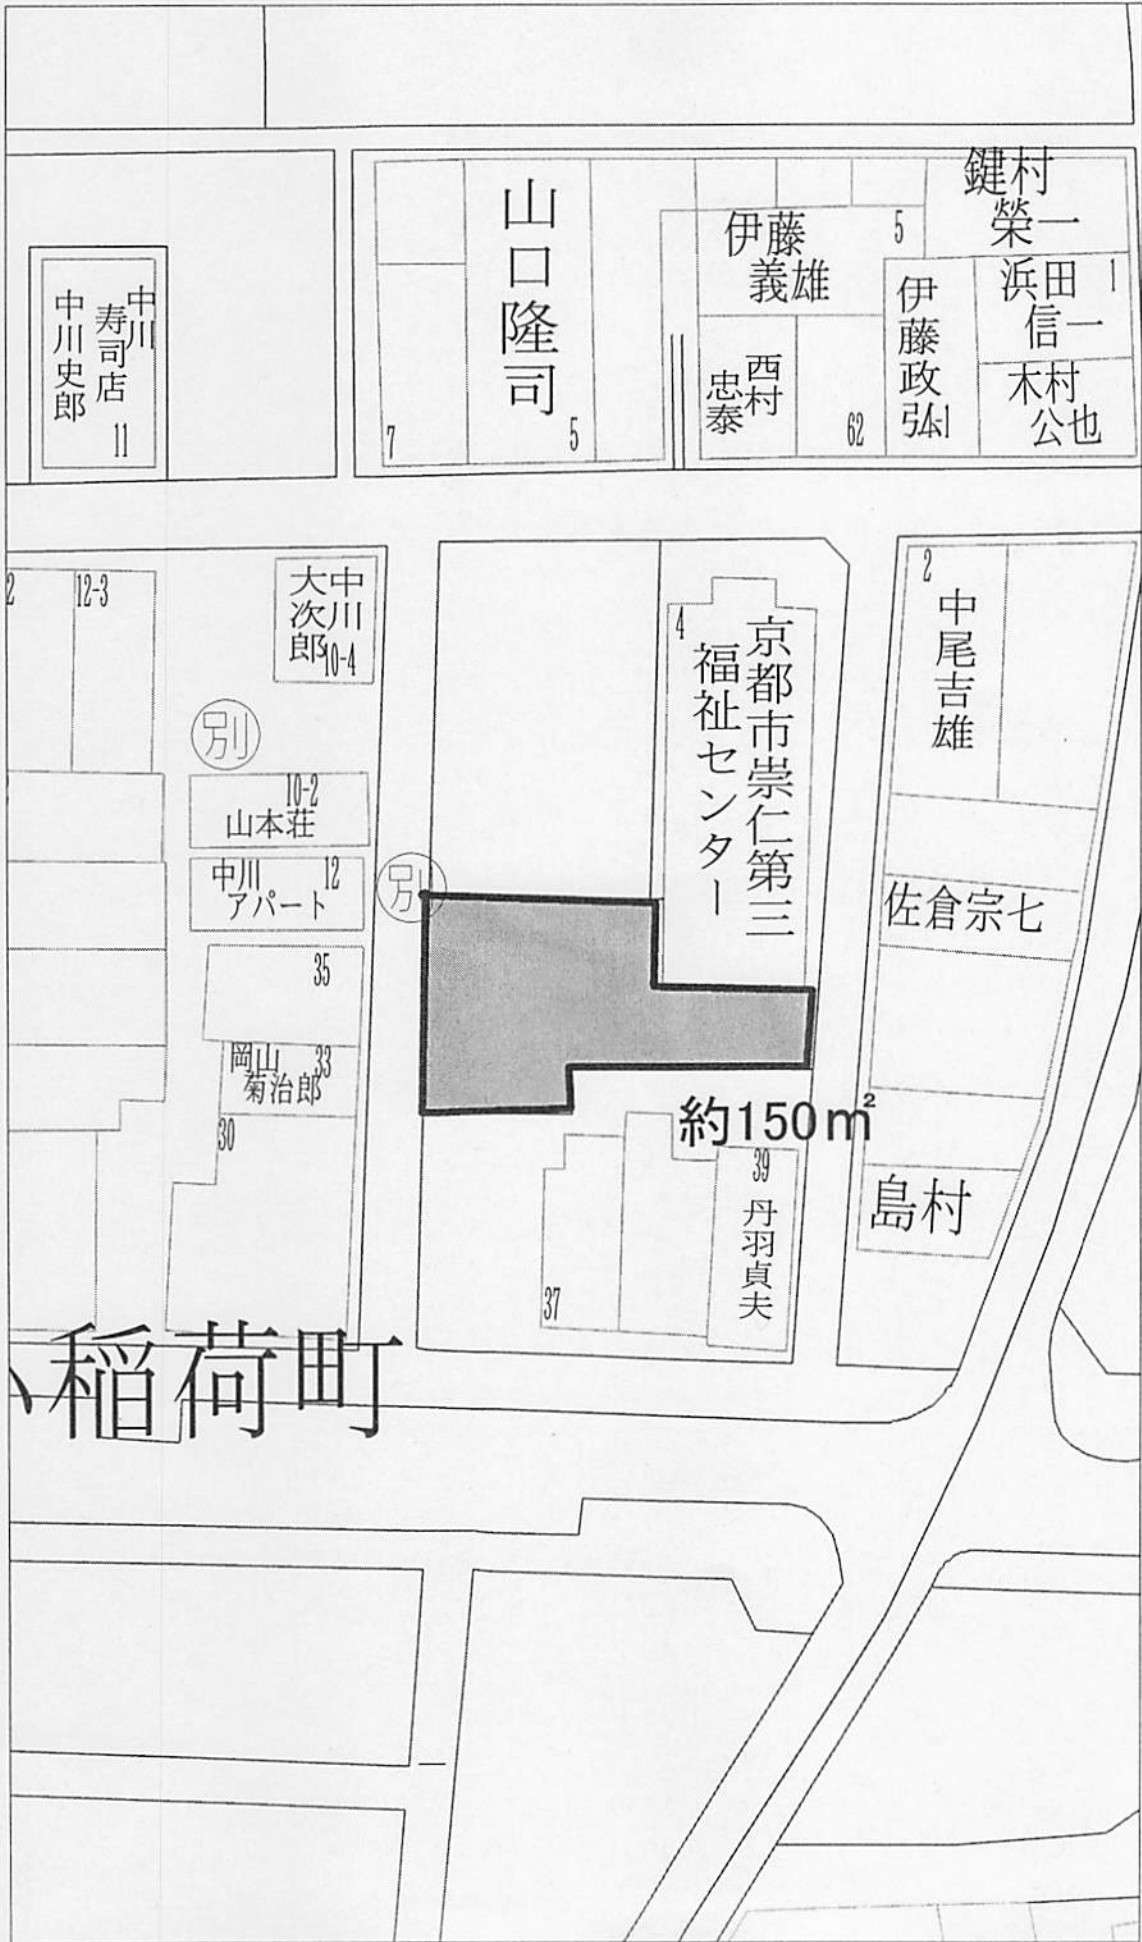 鍵村
榮一
山口隆司
伊藤
義雄
5
浜田
信一
1
中川
寿司店
中川史郎
11
伊藤政弘
4-1
西村
忠泰
木村
公也
7
5
62
2
12-3
中川
大次郎
10-4
4
京都市崇仁第三
福祉センター
2
中尾吉雄
別
10-2
山本荘
中川
アパート
12
別
佐倉宗七
35
岡山
菊治郎
33
30
約150㎡
39
丹羽貞夫
島村
37
稲荷町